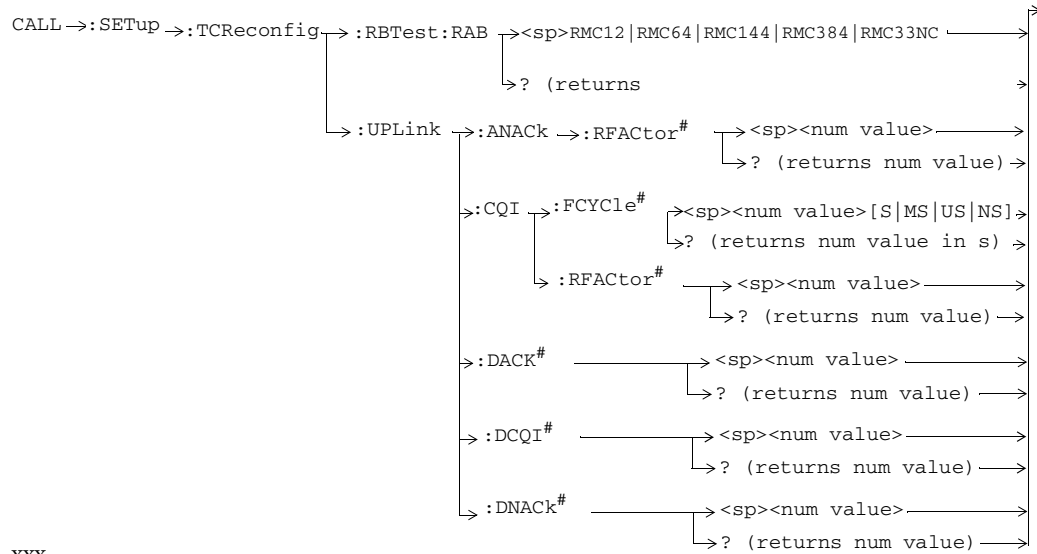 CALL :SETup :TCReconfig :RBTest:RAB <sp>RMC12|RMC64|RMC144|RMC384|RMC33NC
? (returns
:UPLink :ANACk :RFACtor# <sp><num value>
? (returns num value)
:CQI :FCYCle# <sp><num value>[S|MS|US|NS]
? (returns num value in s)
:RFACtor# <sp><num value>
? (returns num value)
:DACK# <sp><num value>
? (returns num value)
:DCQI# <sp><num value>
? (returns num value)
:DNACk# <sp><num value>
? (returns num value)
xxx